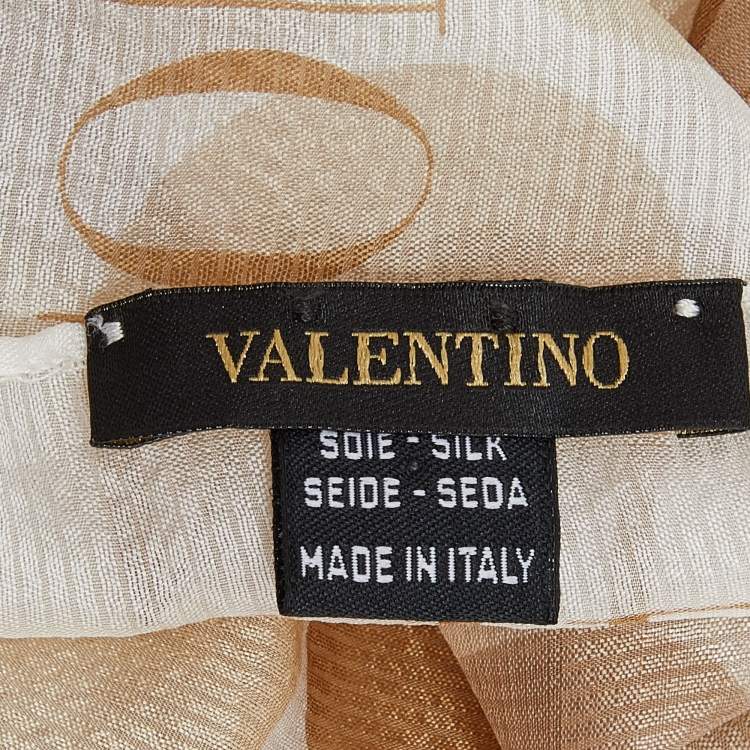 VALENTINO
SOIE - SILK
SEIDE - SEDA
MADE IN ITALY